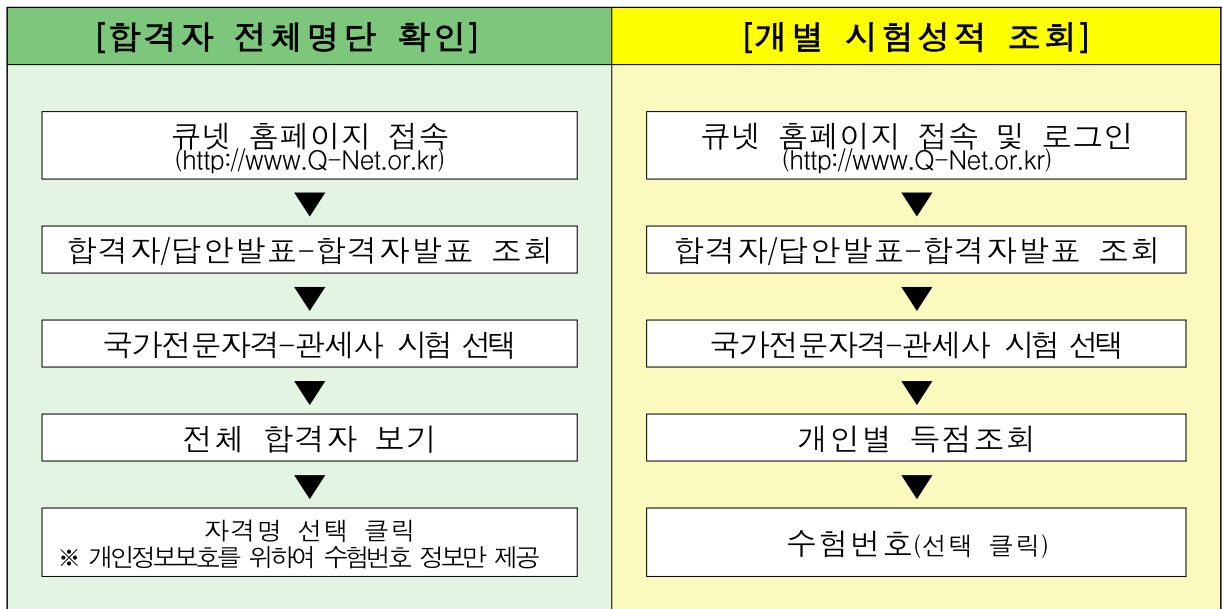 [합격자 전체명단 확인]
큐넷 홈페이지 접속
(http://www.Q-Net.or.kr)
합격자/답안발표-합격자발표 조회
국가전문자격-관세사 시험 선택
전체 합격자 보기
자격명 선택 클릭
※ 개인정보보호를 위하여 수험번호 정보만 제공
[개별 시험성적 조회]
큐넷 홈페이지 접속 및 로그인
(http://www.Q-Net.or.kr)
합격자/답안발표-합격자발표 조회
국가전문자격-관세사 시험 선택
개인별 득점조회
수험번호(선택 클릭)